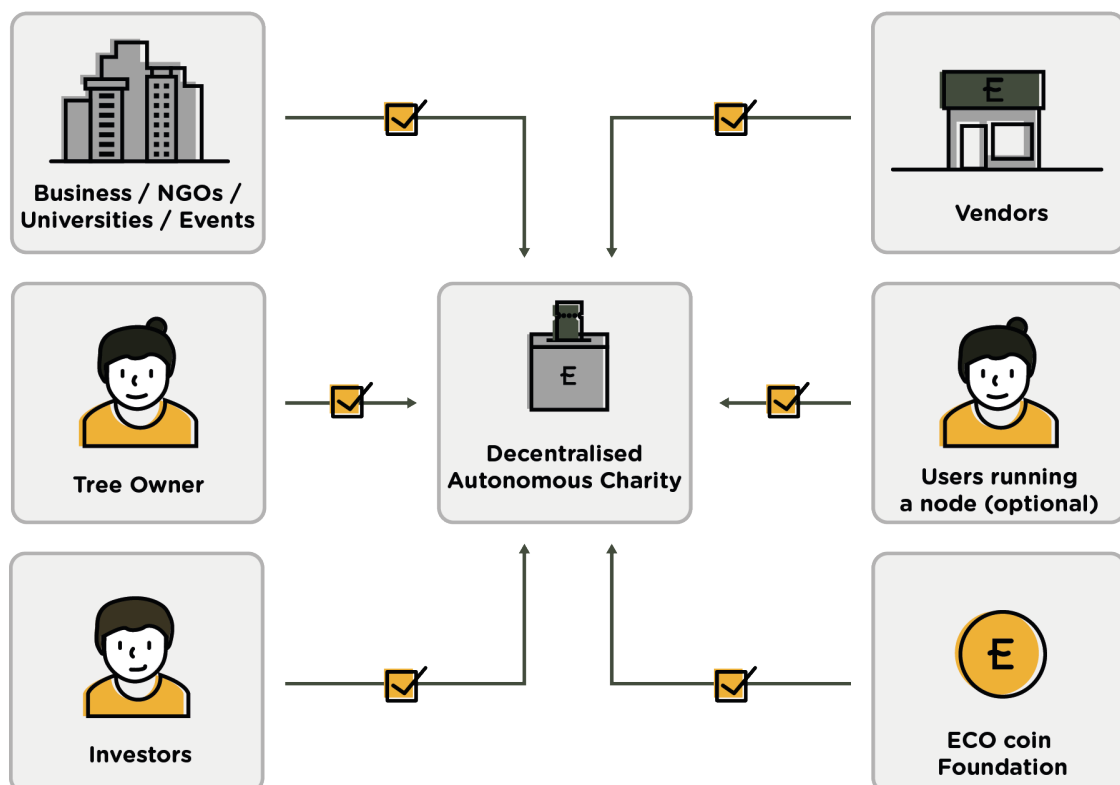 Business / NGOs /
Universities / Events
Vendors
Tree Owner
Decentralised
Autonomous Charity
Users running
a node (optional)
Investors
ECO coin
Foundation